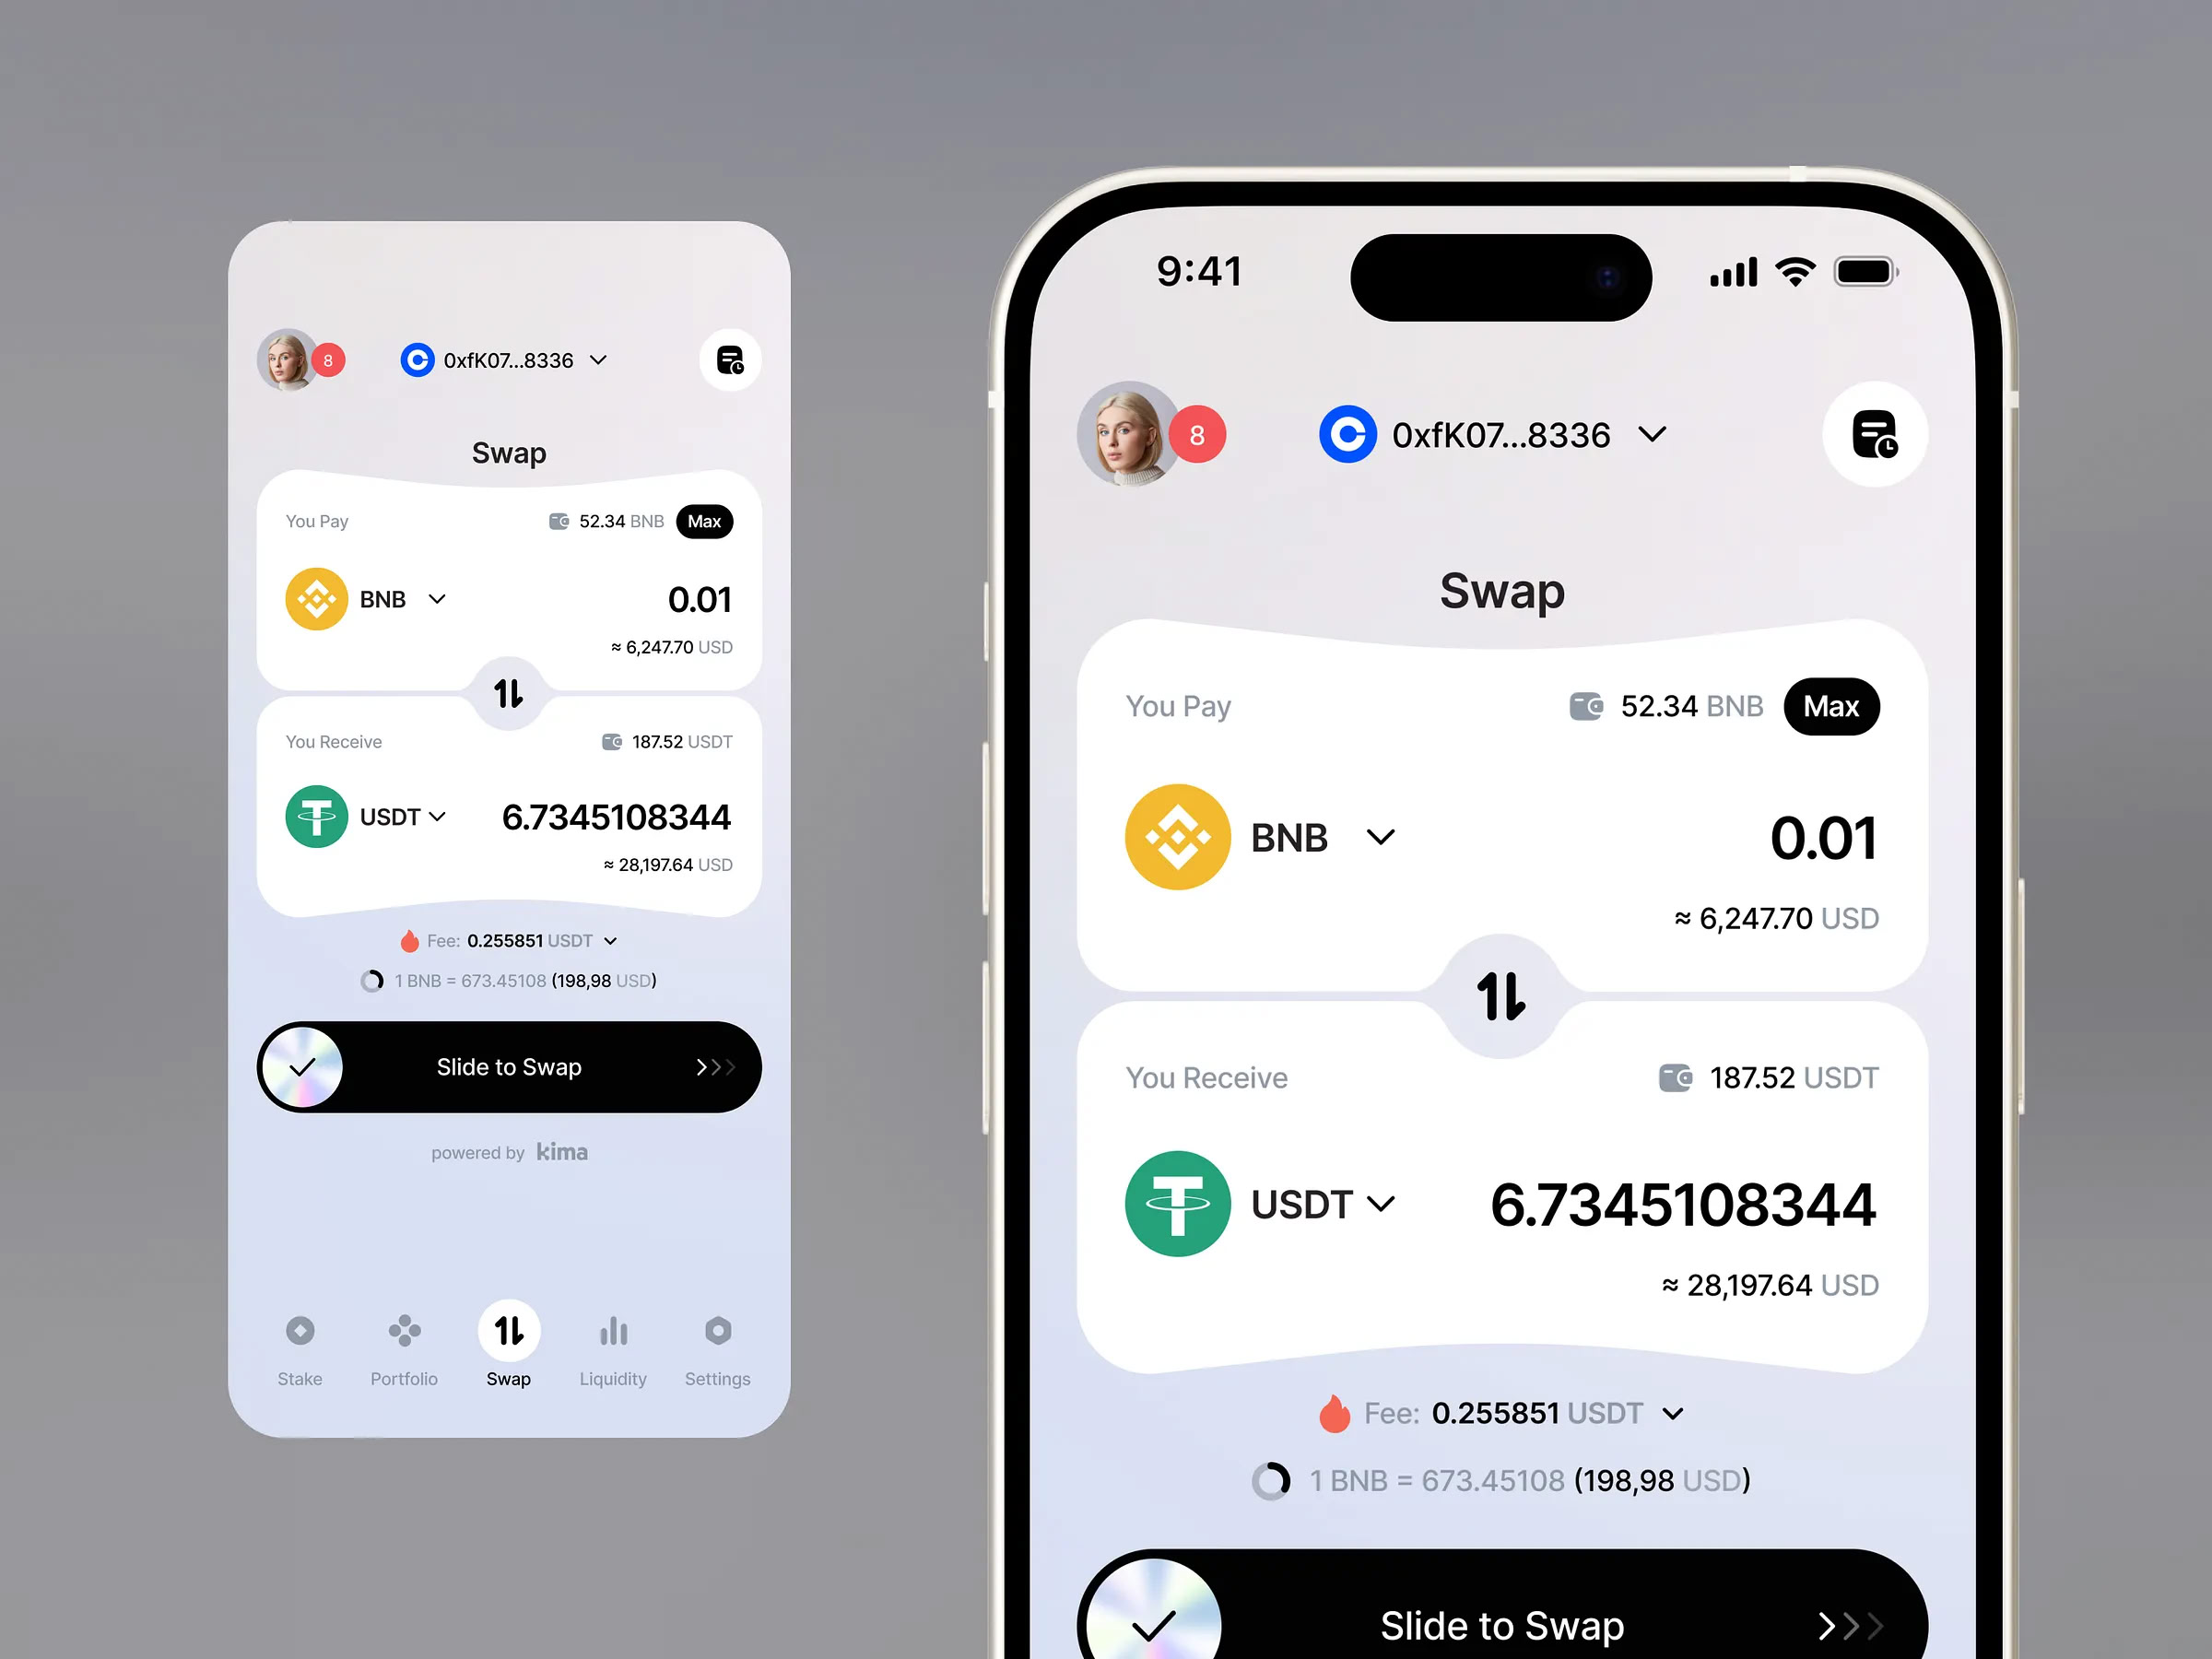 8
0xfK07...8336
Swap
You Pay
52.34 BNB Max
BNB
0.01
≈ 6,247.70 USD
You Receive
187.52 USDT
USDT
6.7345108344
≈ 28,197.64 USD
Fee: 0.255851 USDT
1 BNB = 673.45108 (198,98 USD)
Slide to Swap
powered by kima
Stake Portfolio Swap Liquidity Settings
9:41
8
0xfK07...8336
Swap
You Pay
52.34 BNB Max
BNB
0.01
≈ 6,247.70 USD
You Receive
187.52 USDT
USDT
6.7345108344
≈ 28,197.64 USD
Fee: 0.255851 USDT
1 BNB = 673.45108 (198,98 USD)
Slide to Swap